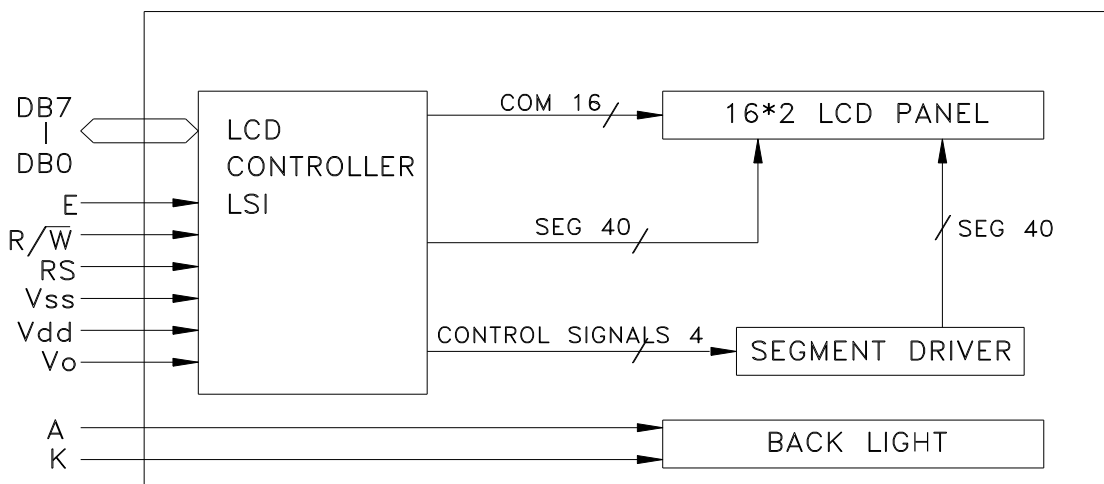 DB7
DB0
E
R/W̅
RS
Vss
Vdd
Vo
A
K
LCD
CONTROLLER
LSI
COM 16
SEG 40
CONTROL SIGNALS 4
16*2 LCD PANEL
SEG 40
SEGMENT DRIVER
BACK LIGHT